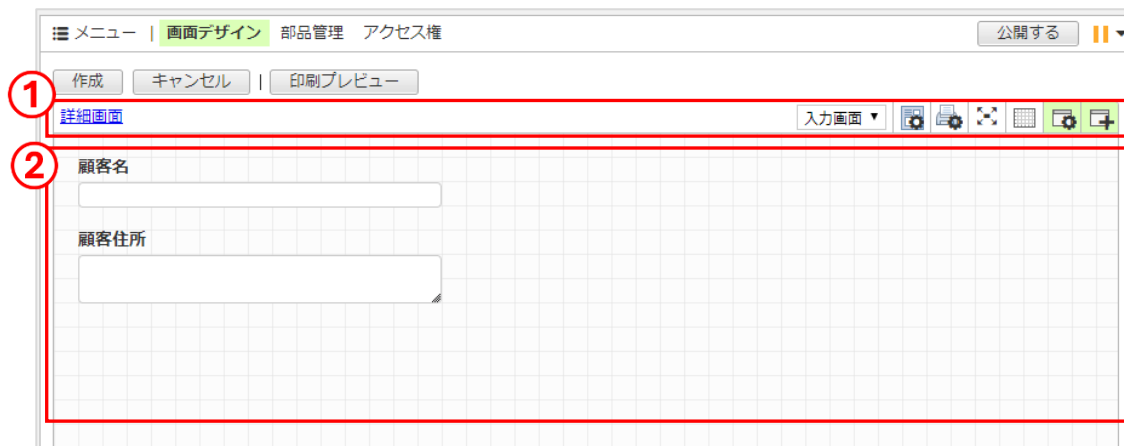 メニュー | 画面デザイン 部品管理 アクセス権 公開する
作成 キャンセル | 印刷プレビュー
①
詳細画面 入力画面
②
顧客名
顧客住所